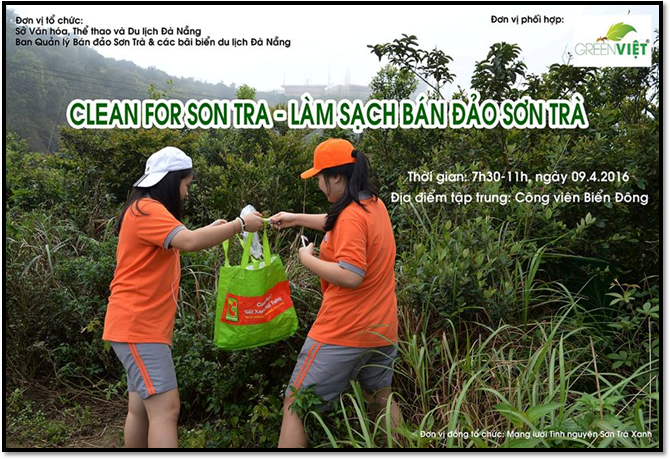 Đơn vị tổ chức:
Sở Văn hóa, Thể thao và Du lịch Đà Nẵng
Ban Quản lý Bán đảo Sơn Trà & các bãi biển du lịch Đà Nẵng
Đơn vị phối hợp:
GREENVIỆT
CLEAN FOR SON TRA - LÀM SẠCH BÁN ĐẢO SƠN TRÀ
Thời gian: 7h30-11h, ngày 09.4.2016
Địa điểm tập trung: Công viên Biển Đông
Đơn vị đồng tổ chức: Mạng lưới Tình nguyện Sơn Trà Xanh